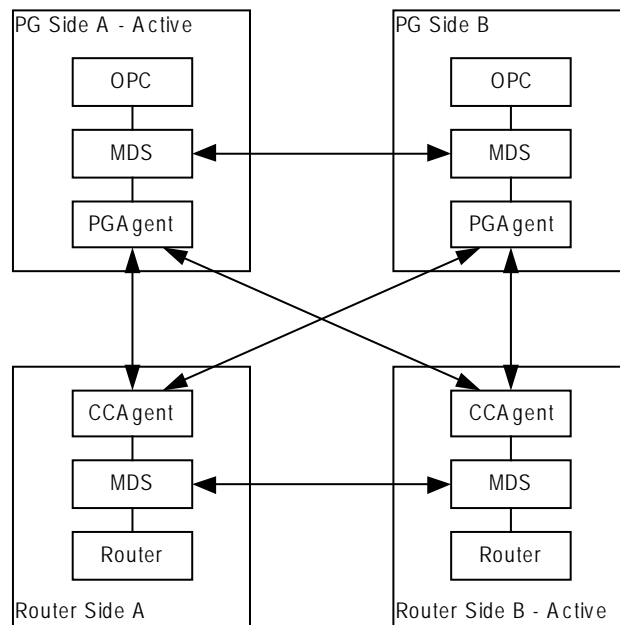 PG Side A - Active
OPC
MDS
PGAgent
PG Side B
OPC
MDS
PGAgent
CCAgent
MDS
Router
Router Side A
CCAgent
MDS
Router
Router Side B - Active